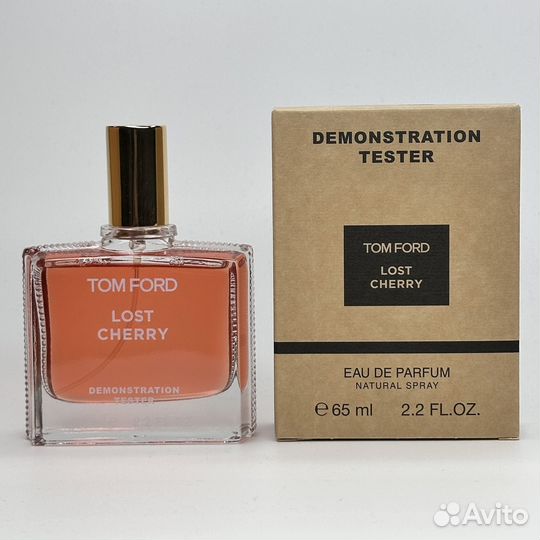 TOM FORD
LOST
CHERRY
DEMONSTRATION
TESTER
DEMONSTRATION
TESTER
TOM FORD
LOST
CHERRY
EAU DE PARFUM
NATURAL SPRAY
℮ 65 ml 2.2 FL.OZ.
Avito